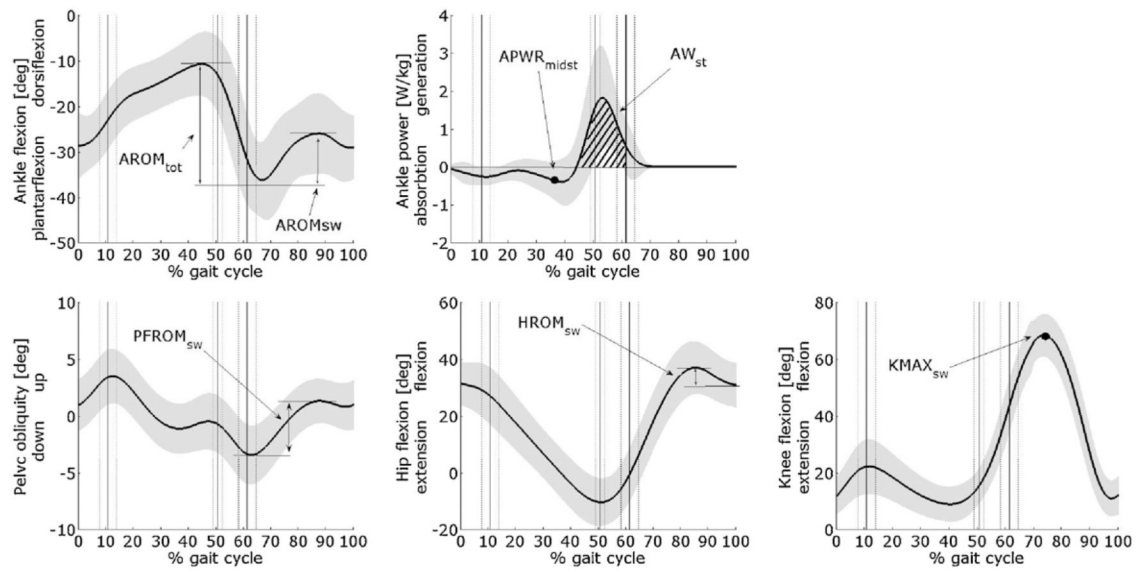 Ankle flexion [deg]
plantarflexion dorsiflexion
0
-10
-20
-30
-40
-50
AROMtot
AROMsw
0 10 20 30 40 50 60 70 80 90 100
% gait cycle
Ankle power [W/kg]
absorbtion generation
4
3
2
1
0
-1
-2
APWRmidst
AWst
0 10 20 30 40 50 60 70 80 90 100
% gait cycle
Pelvc obliquity [deg]
down up
10
5
0
-5
-10
PFROMsw
0 10 20 30 40 50 60 70 80 90 100
% gait cycle
Hip flexion [deg]
extension flexion
60
40
20
0
-20
HROMsw
0 10 20 30 40 50 60 70 80 90 100
% gait cycle
Knee flexion [deg]
extension flexion
80
60
40
20
0
KMAXsw
0 10 20 30 40 50 60 70 80 90 100
% gait cycle